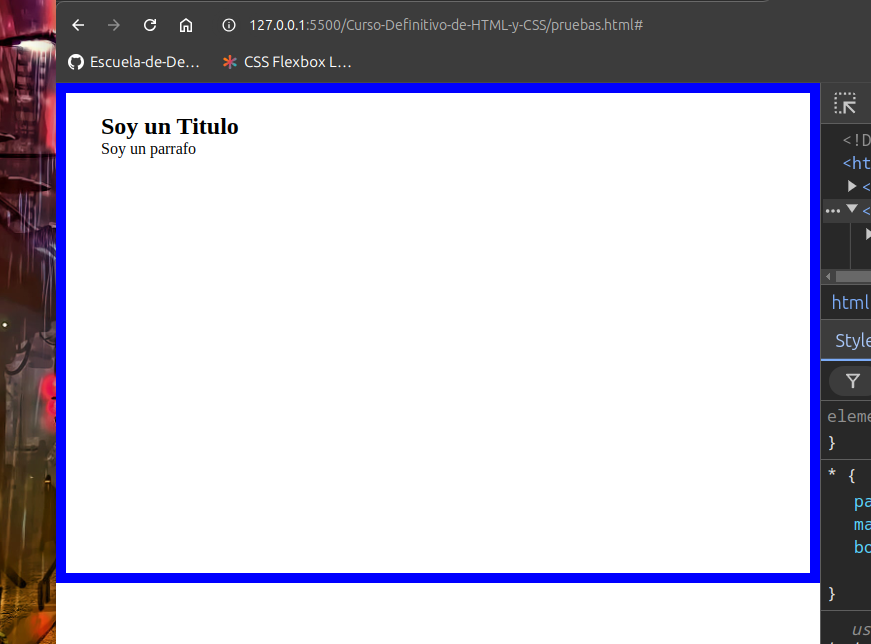 127.0.0.1:5500/Curso-Definitivo-de-HTML-y-CSS/pruebas.html#
Escuela-de-De… CSS Flexbox L…
Soy un Titulo
Soy un parrafo
<!D
<ht
<
<
html
Style
eleme
}
* {
pa
ma
bo
}
us